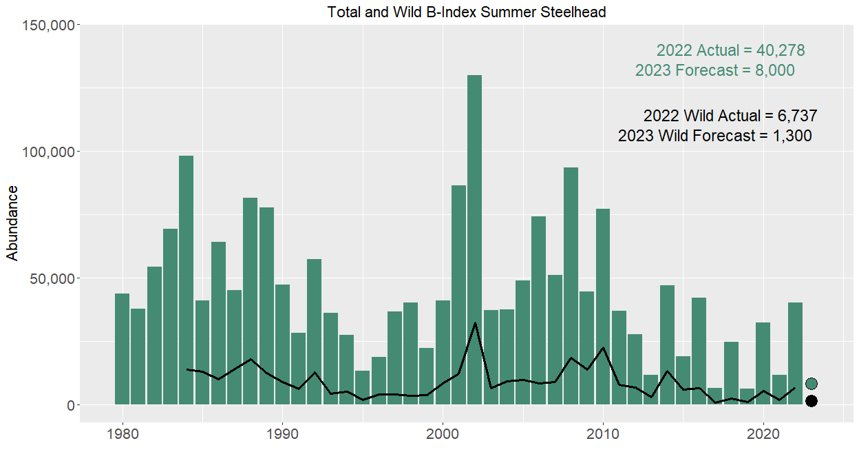 Total and Wild B-Index Summer Steelhead
150,000
2022 Actual = 40,278
2023 Forecast = 8,000
2022 Wild Actual = 6,737
2023 Wild Forecast = 1,300
100,000
Abundance
50,000
0
1980
1990
2000
2010
2020